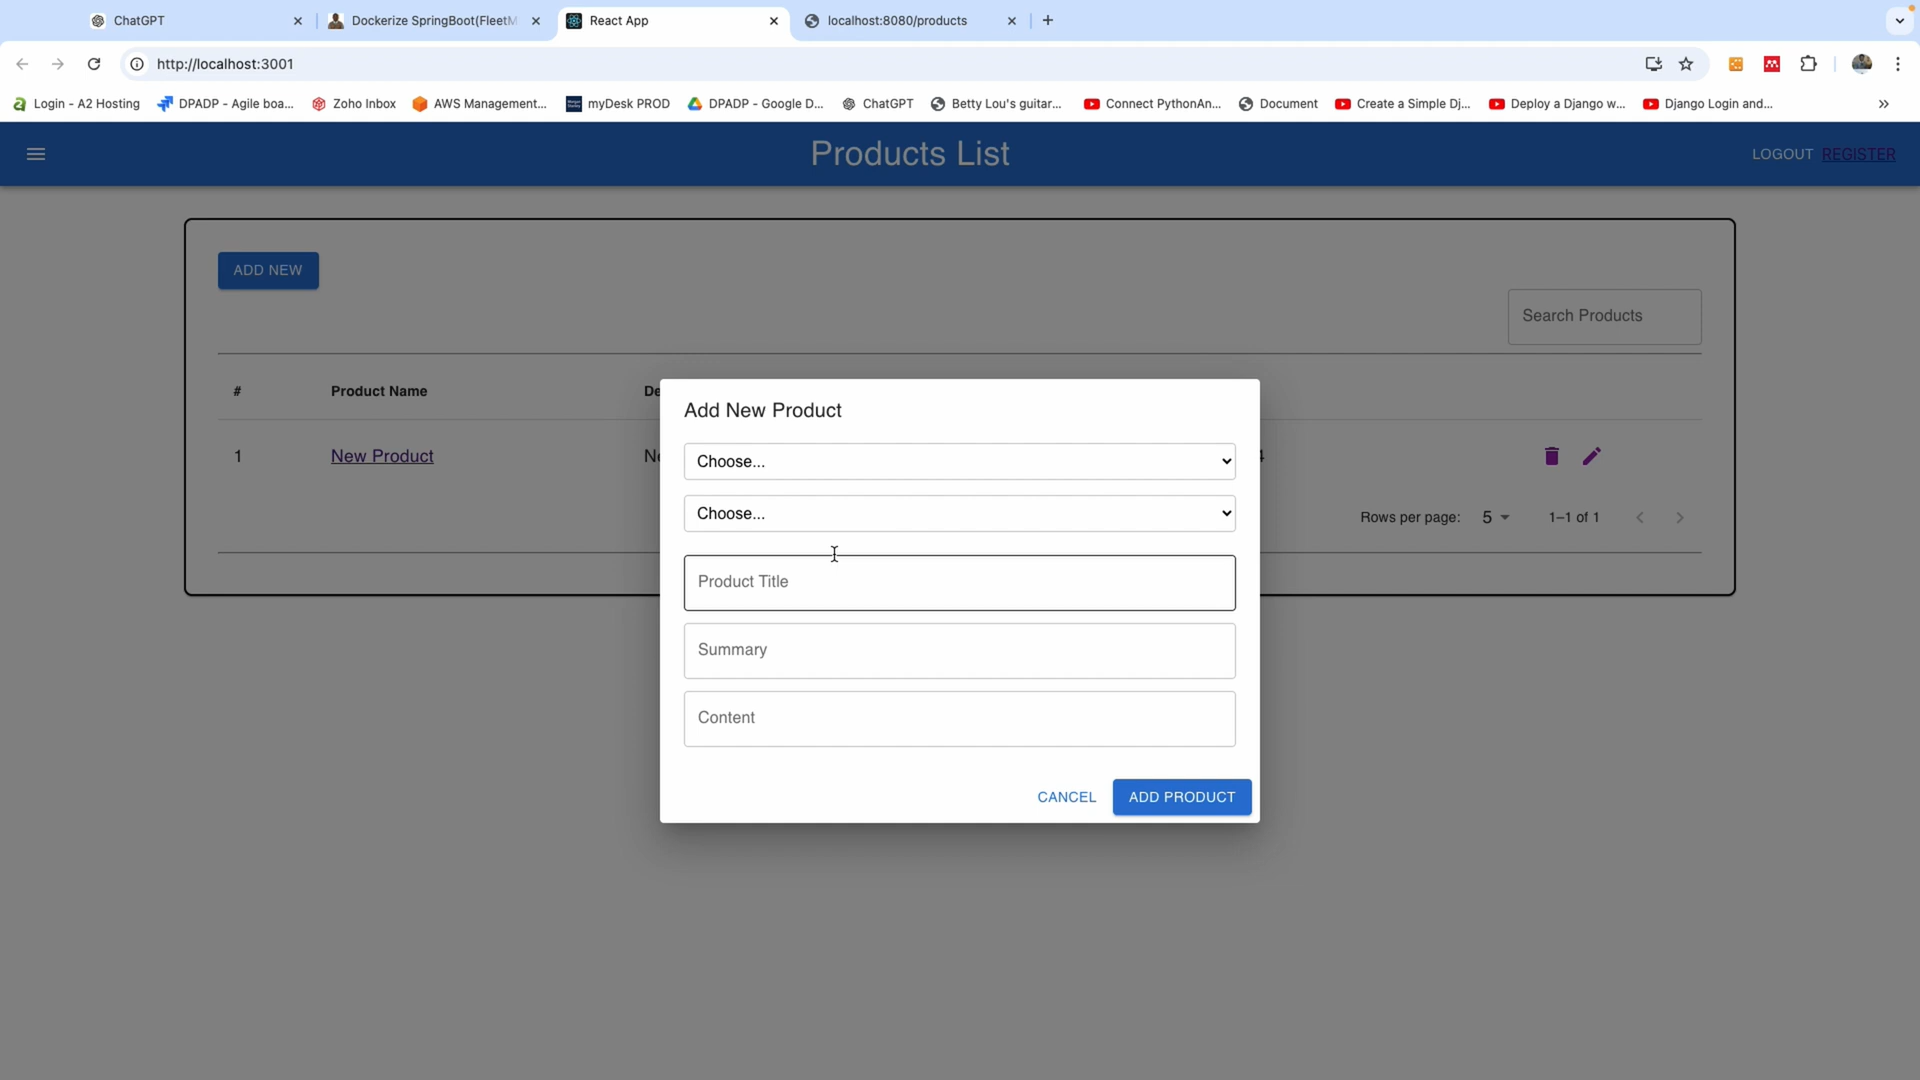 ChatGPT
Dockerize SpringBoot(FleetM
React App
localhost:8080/products
http://localhost:3001
Login - A2 Hosting
DPADP - Agile boa...
Zoho Inbox
AWS Management...
myDesk PROD
DPADP - Google D...
ChatGPT
Betty Lou's guitar...
Connect PythonAn...
Document
Create a Simple Dj...
Deploy a Django w...
Django Login and...
Products List
LOGOUT REGISTER
ADD NEW
Search Products
# Product Name De
1 New Product Ne 4
Rows per page: 5 1–1 of 1
Add New Product
Choose...
Choose...
Product Title
Summary
Content
CANCEL ADD PRODUCT